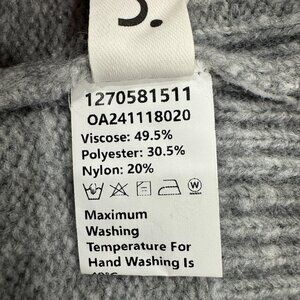 1270581511
OA241118020
Viscose: 49.5%
Polyester: 30.5%
Nylon: 20%
Maximum
Washing
Temperature For
Hand Washing Is